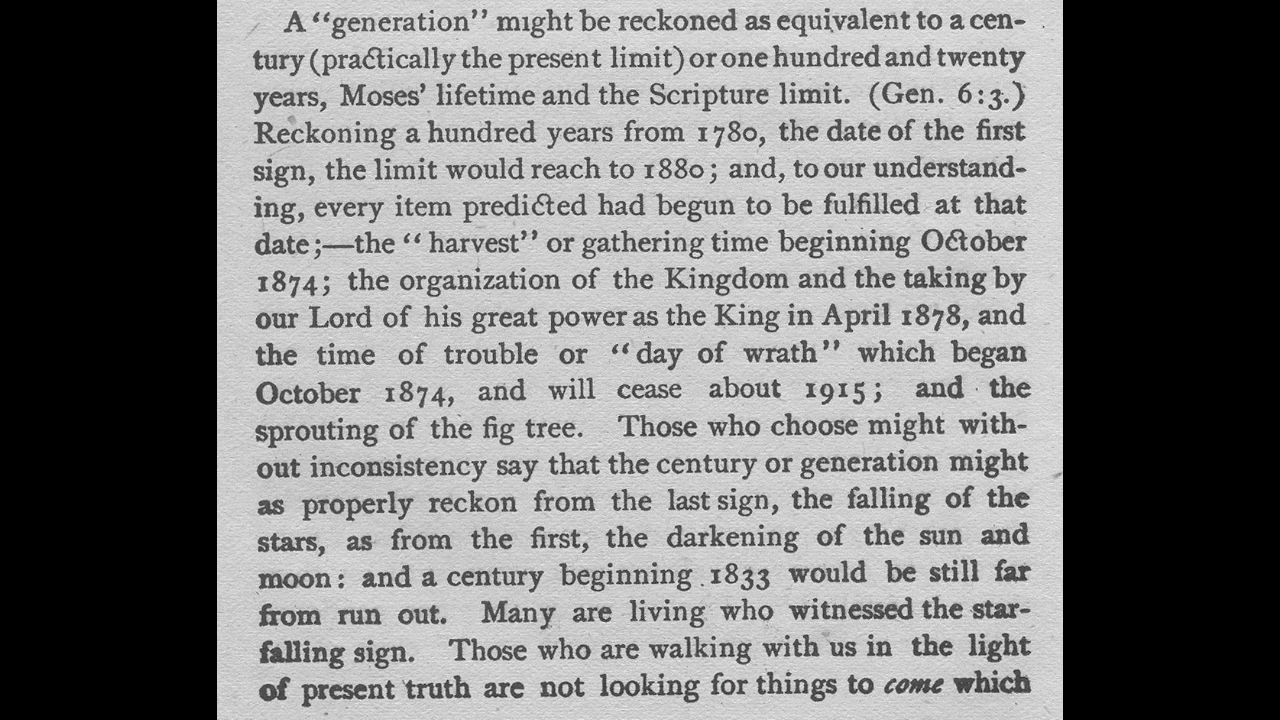 A “generation” might be reckoned as equivalent to a cen-
tury (practically the present limit) or one hundred and twenty
years, Moses’ lifetime and the Scripture limit. (Gen. 6:3.)
Reckoning a hundred years from 1780, the date of the first
sign, the limit would reach to 1880; and, to our understand-
ing, every item predicted had begun to be fulfilled at that
date;—the “harvest” or gathering time beginning October
1874; the organization of the Kingdom and the taking by
our Lord of his great power as the King in April 1878, and
the time of trouble or “day of wrath” which began
October 1874, and will cease about 1915; and the
sprouting of the fig tree. Those who choose might with-
out inconsistency say that the century or generation might
as properly reckon from the last sign, the falling of the
stars, as from the first, the darkening of the sun and
moon: and a century beginning 1833 would be still far
from run out. Many are living who witnessed the star-
falling sign. Those who are walking with us in the light
of present truth are not looking for things to come which